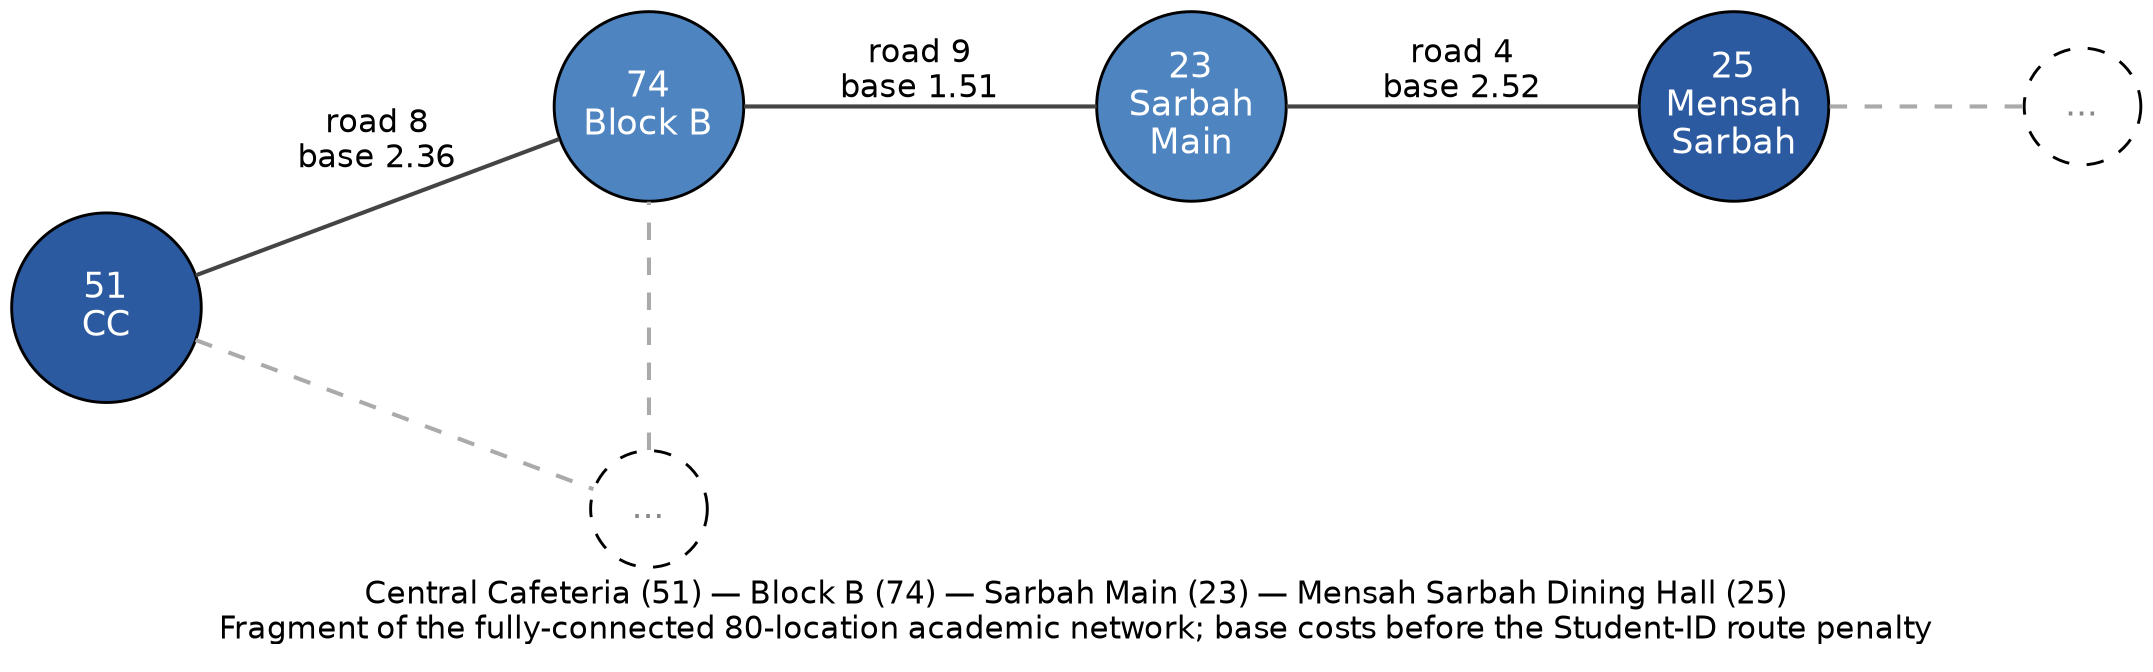 74
Block B
road 9
base 1.51
23
Sarbah
Main
road 4
base 2.52
25
Mensah
Sarbah
...
road 8
base 2.36
51
CC
...
Central Cafeteria (51) — Block B (74) — Sarbah Main (23) — Mensah Sarbah Dining Hall (25)
Fragment of the fully-connected 80-location academic network; base costs before the Student-ID route penalty